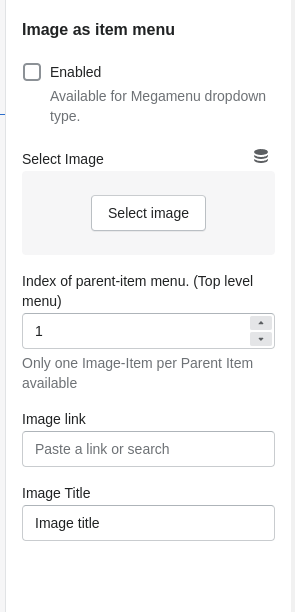 Image as item menu
Enabled
Available for Megamenu dropdown
type.
Select Image
Select image
Index of parent-item menu. (Top level
menu)
1
Only one Image-Item per Parent Item
available
Image link
Paste a link or search
Image Title
Image title